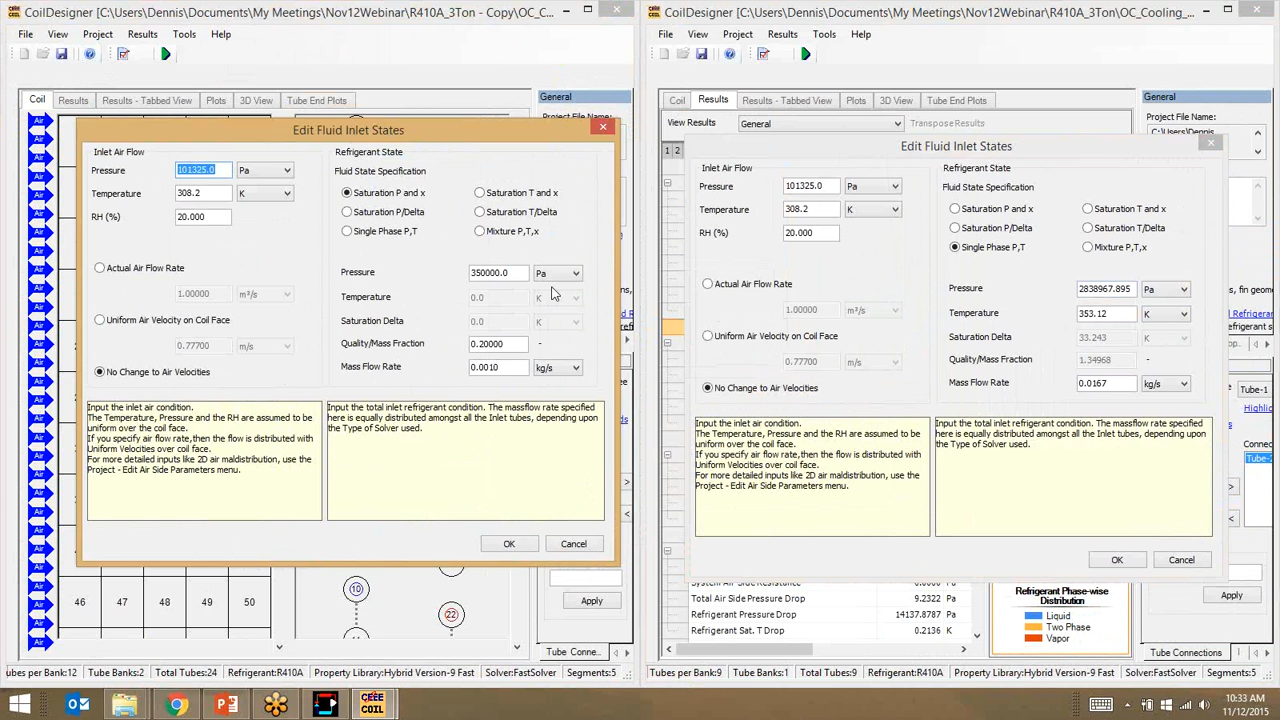 CoilDesigner [C:\Users\Dennis\Documents\My Meetings\Nov12Webinar\R410A_3Ton - Copy\OC_C...
File View Project Results Tools Help
Coil Results Results - Tabbed View Plots 3D View Tube End Plots
General
Project File Name:
Edit Fluid Inlet States
Inlet Air Flow
Pressure 101325.0 Pa
Temperature 308.2 K
RH (%) 20.000
Actual Air Flow Rate
1.00000 m³/s
Uniform Air Velocity on Coil Face
0.77700 m/s
No Change to Air Velocities
Refrigerant State
Fluid State Specification
Saturation P and x Saturation T and x
Saturation P/Delta Saturation T/Delta
Single Phase P,T Mixture P,T,x
Pressure 350000.0 Pa
Temperature 0.0 K
Saturation Delta 0.0 K
Quality/Mass Fraction 0.20000 -
Mass Flow Rate 0.0010 kg/s
Input the inlet air condition.
The Temperature, Pressure and the RH are assumed to be
uniform over the coil face.
If you specify air flow rate,then the flow is distributed with
Uniform Velocities over coil face.
For more detailed inputs like 2D air maldistribution, use the
Project - Edit Air Side Parameters menu.
Input the total inlet refrigerant condition. The massflow rate specified
here is equally distributed amongst all the Inlet tubes, depending upon
the Type of Solver used.
OK Cancel
Air
Air
Air
Air
Air
Air
46 47 48 49 50
10
22
Apply
Tube Conne...
Tubes per Bank:12 Tube Banks:2 Total Tubes:24 Refrigerant:R410A Property Library:Hybrid Version-9 Fast Solver:FastSolver Segments:5
CoilDesigner [C:\Users\Dennis\Documents\My Meetings\Nov12Webinar\R410A_3Ton\OC_Cooling_...
File View Project Results Tools Help
Coil Results Results - Tabbed View Plots 3D View Tube End Plots
General
Project File Name:
View Results General Transpose Results
1 2
Edit Fluid Inlet States
Inlet Air Flow
Pressure 101325.0 Pa
Temperature 308.2 K
RH (%) 20.000
Actual Air Flow Rate
1.00000 m³/s
Uniform Air Velocity on Coil Face
0.77700 m/s
No Change to Air Velocities
Refrigerant State
Fluid State Specification
Saturation P and x Saturation T and x
Saturation P/Delta Saturation T/Delta
Single Phase P,T Mixture P,T,x
Pressure 2838967.895 Pa
Temperature 353.12 K
Saturation Delta 33.243 K
Quality/Mass Fraction 1.34968 -
Mass Flow Rate 0.0167 kg/s
Input the inlet air condition.
The Temperature, Pressure and the RH are assumed to be
uniform over the coil face.
If you specify air flow rate,then the flow is distributed with
Uniform Velocities over coil face.
For more detailed inputs like 2D air maldistribution, use the
Project - Edit Air Side Parameters menu.
Input the total inlet refrigerant condition. The massflow rate specified
here is equally distributed amongst all the Inlet tubes, depending upon
the Type of Solver used.
OK Cancel
Tube-1
Highli
Connec
Tube-2
Total Air Side Pressure Drop 9.2322 Pa
Refrigerant Pressure Drop 14137.8787 Pa
Refrigerant Sat. T Drop 0.2136 K
Refrigerant Phase-wise
Distribution
Liquid
Two Phase
Vapor
Apply
Tube Connections
Tubes per Bank:9 Tube Banks:1 Total Tubes:9 Refrigerant:R410A Property Library:Hybrid Version-9 Fast Solver:FastSolver Segments:5
CEEE
COIL
10:33 AM
11/12/2015